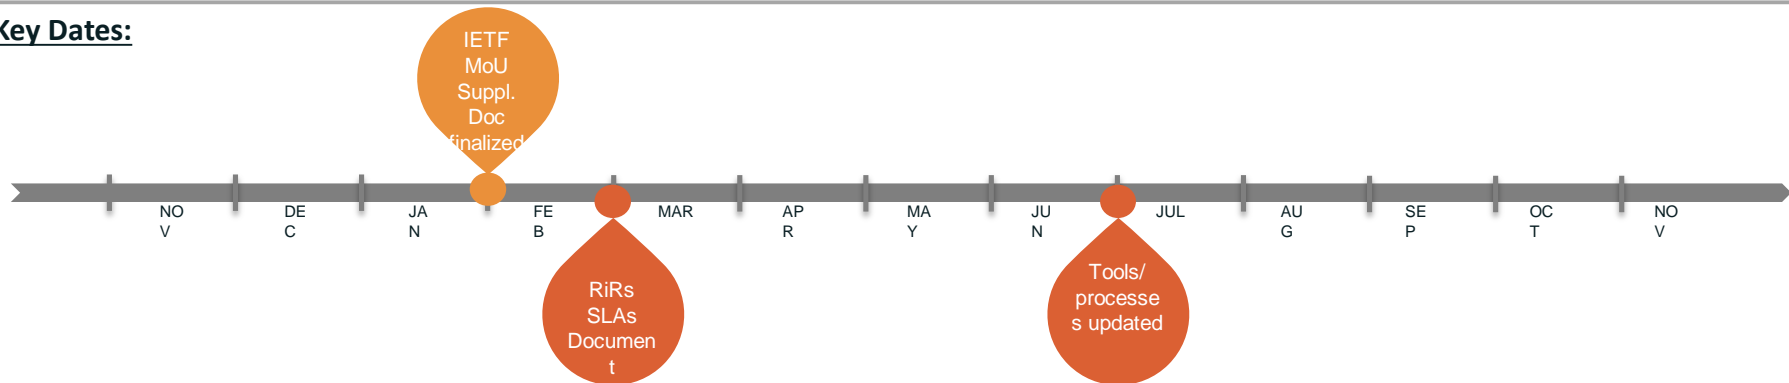 Key Dates:
IETF
MoU
Suppl.
Doc
finalized
NO
V
DE
C
JA
N
FE
B
MAR
AP
R
MA
Y
JU
N
JUL
AU
G
SE
P
OC
T
NO
V
RiRs
SLAs
Documen
t
Tools/
processe
s updated